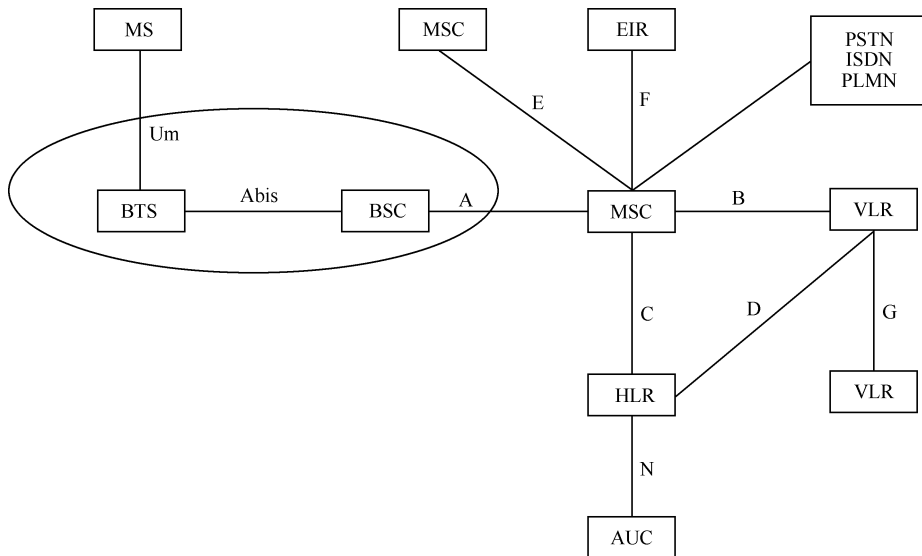 MS
MSC
EIR
PSTN
ISDN
PLMN
E
F
Um
Abis
A
B
BTS
BSC
MSC
VLR
C
D
G
HLR
VLR
N
AUC